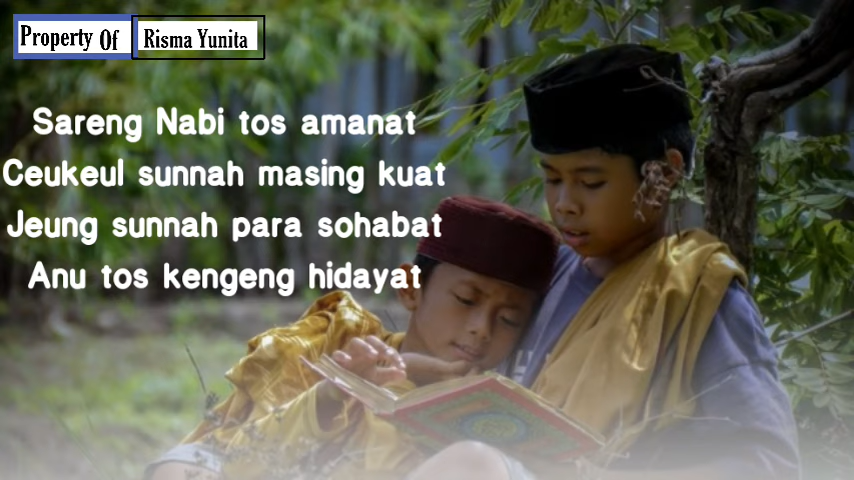 Property Of Risma Yunita
Sareng Nabi tos amanat
Ceukeul sunnah masing kuat
Jeung sunnah para sohabat
Anu tos kengeng hidayat